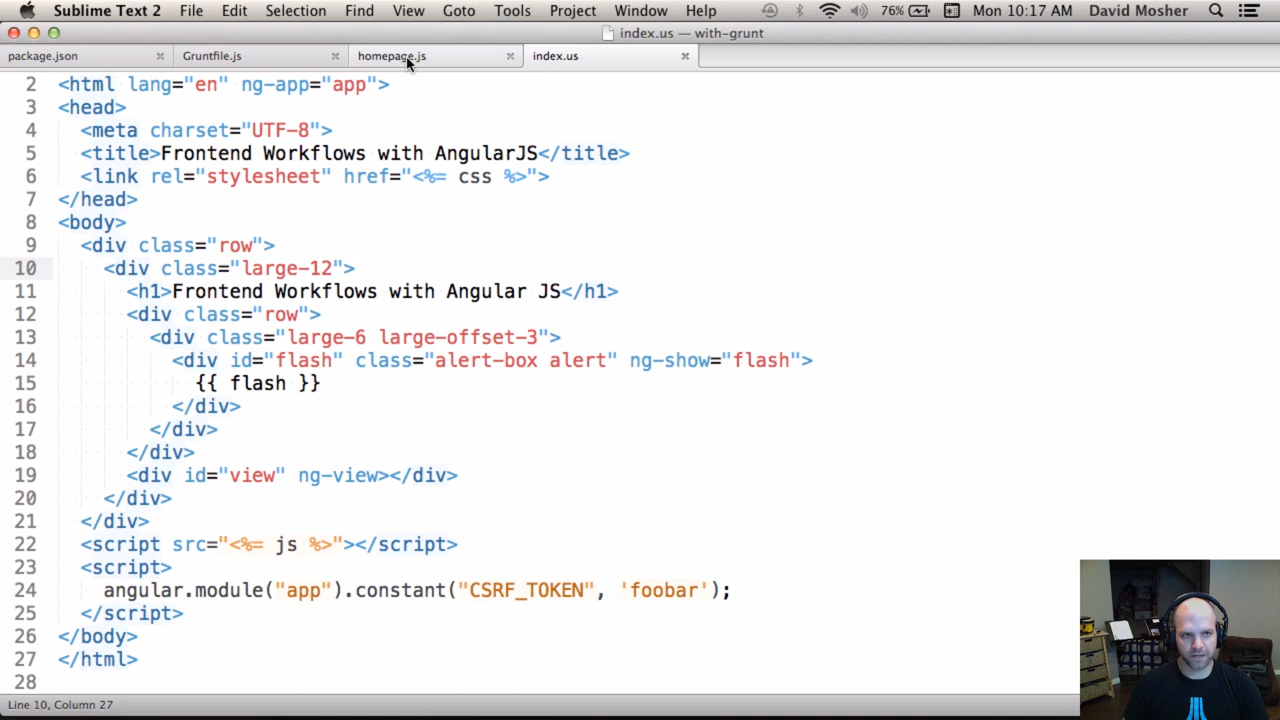 Sublime Text 2 File Edit Selection Find View Goto Tools Project Window Help 76% Mon 10:17 AM David Mosher
index.us — with-grunt
package.json Gruntfile.js homepage.js index.us
2 <html lang="en" ng-app="app">
3 <head>
4 <meta charset="UTF-8">
5 <title>Frontend Workflows with AngularJS</title>
6 <link rel="stylesheet" href="<%= css %>">
7 </head>
8 <body>
9 <div class="row">
10 <div class="large-12">
11 <h1>Frontend Workflows with Angular JS</h1>
12 <div class="row">
13 <div class="large-6 large-offset-3">
14 <div id="flash" class="alert-box alert" ng-show="flash">
15 {{ flash }}
16 </div>
17 </div>
18 </div>
19 <div id="view" ng-view></div>
20 </div>
21 </div>
22 <script src="<%= js %>"></script>
23 <script>
24 angular.module("app").constant("CSRF_TOKEN", 'foobar');
25 </script>
26 </body>
27 </html>
28
Line 10, Column 27